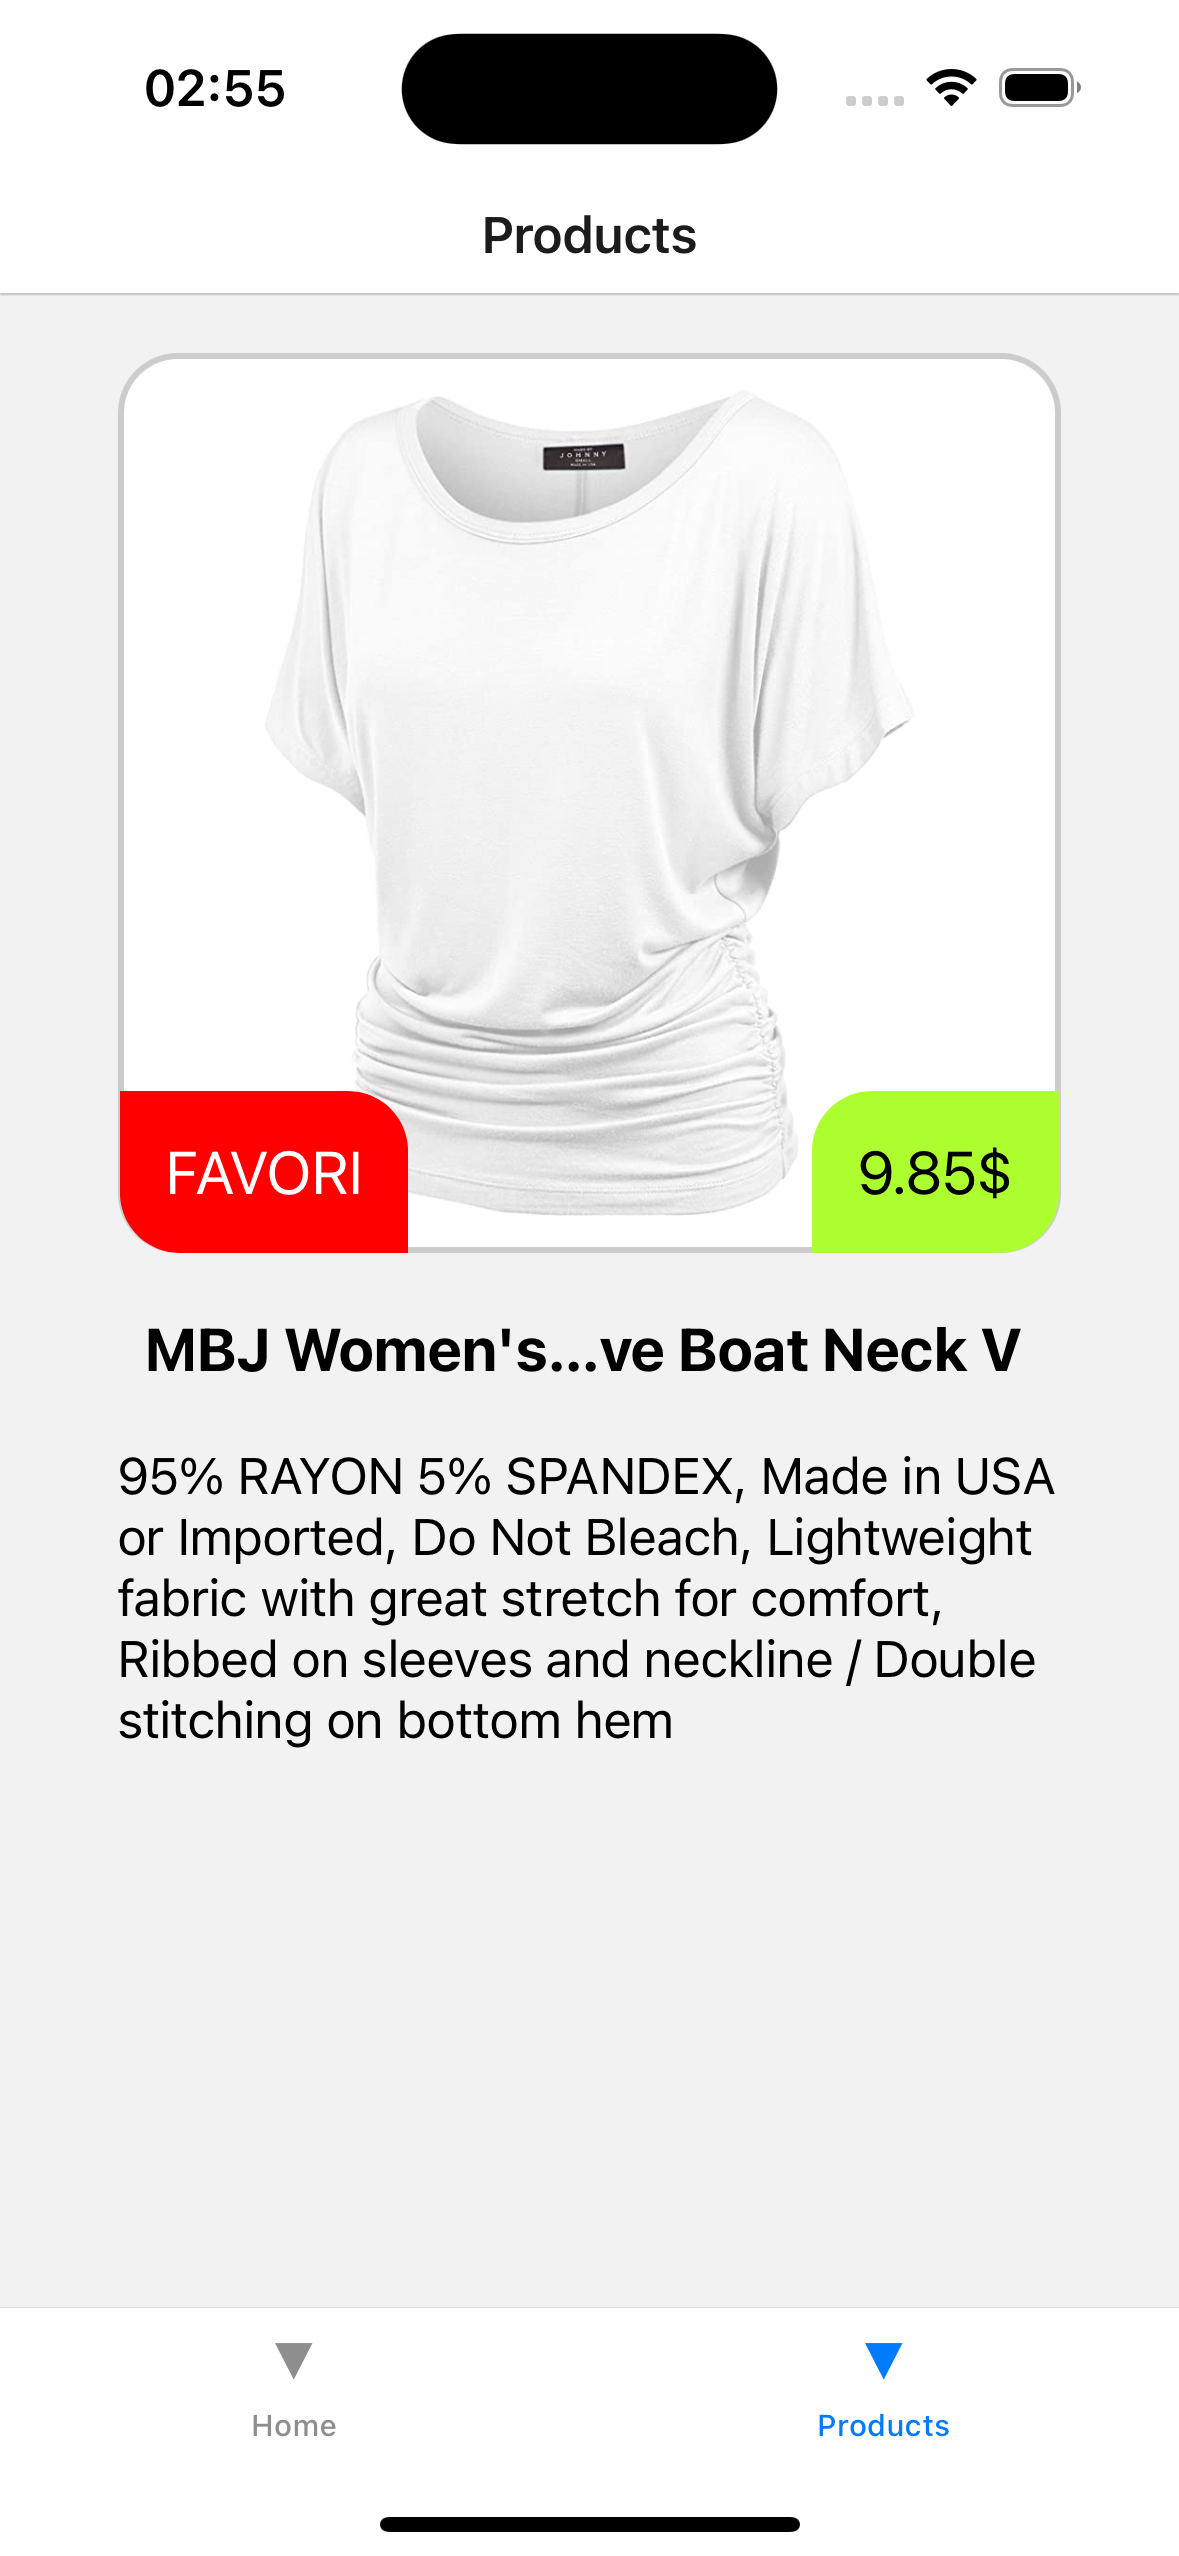 02:55
Products
JOHNNY
SMALL
FAVORI
9.85$
MBJ Women's...ve Boat Neck V
95% RAYON 5% SPANDEX, Made in USA
or Imported, Do Not Bleach, Lightweight
fabric with great stretch for comfort,
Ribbed on sleeves and neckline / Double
stitching on bottom hem
Home
Products